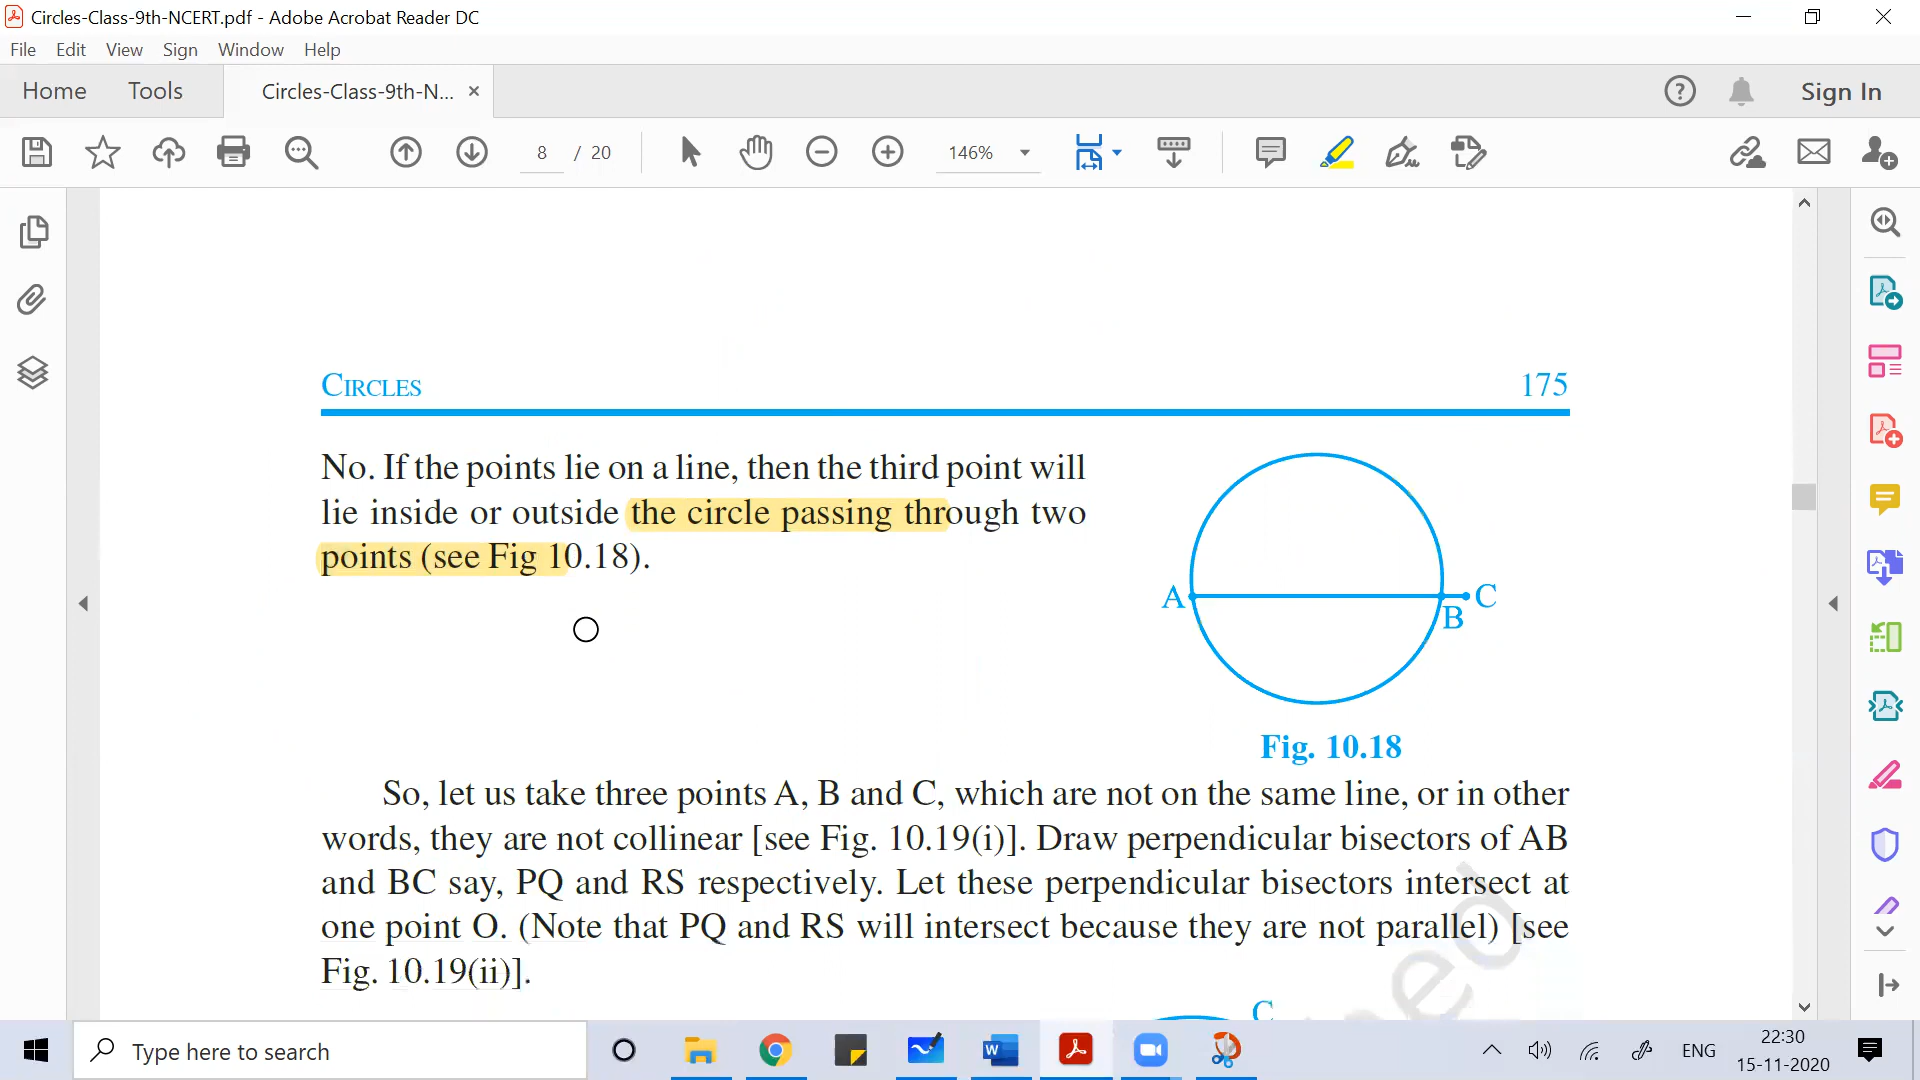 Circles-Class-9th-NCERT.pdf - Adobe Acrobat Reader DC
File Edit View Sign Window Help
Home Tools Circles-Class-9th-N... × Sign In
8 / 20 146%
CIRCLES 175
No. If the points lie on a line, then the third point will
lie inside or outside the circle passing through two
points (see Fig 10.18).
A B C
Fig. 10.18
So, let us take three points A, B and C, which are not on the same line, or in other
words, they are not collinear [see Fig. 10.19(i)]. Draw perpendicular bisectors of AB
and BC say, PQ and RS respectively. Let these perpendicular bisectors intersect at
one point O. (Note that PQ and RS will intersect because they are not parallel) [see
Fig. 10.19(ii)].
C
Type here to search
ENG
22:30
15-11-2020